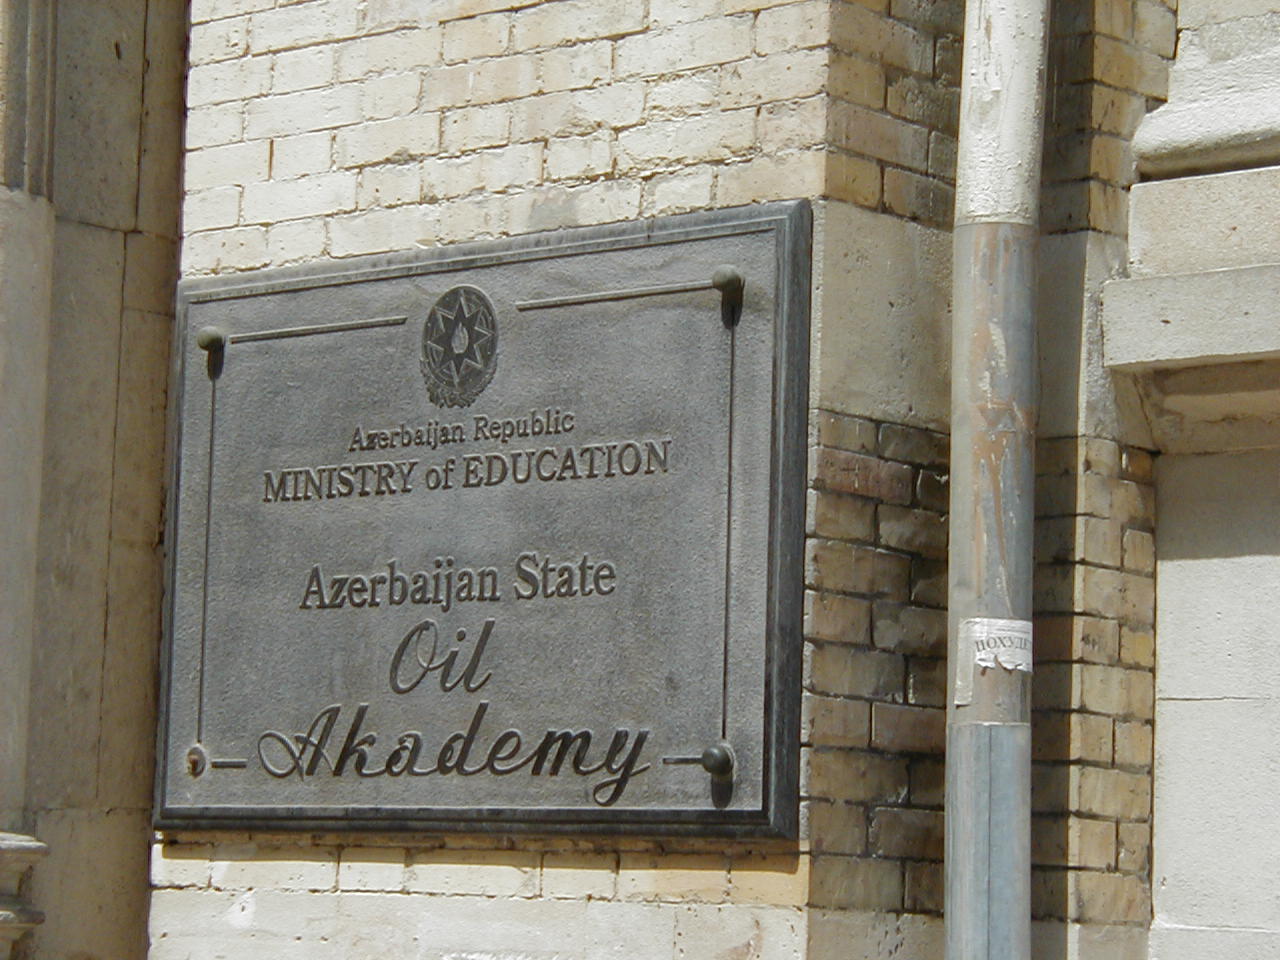 Azerbaijan Republic
MINISTRY of EDUCATION
Azerbaijan State
Oil
Akademy